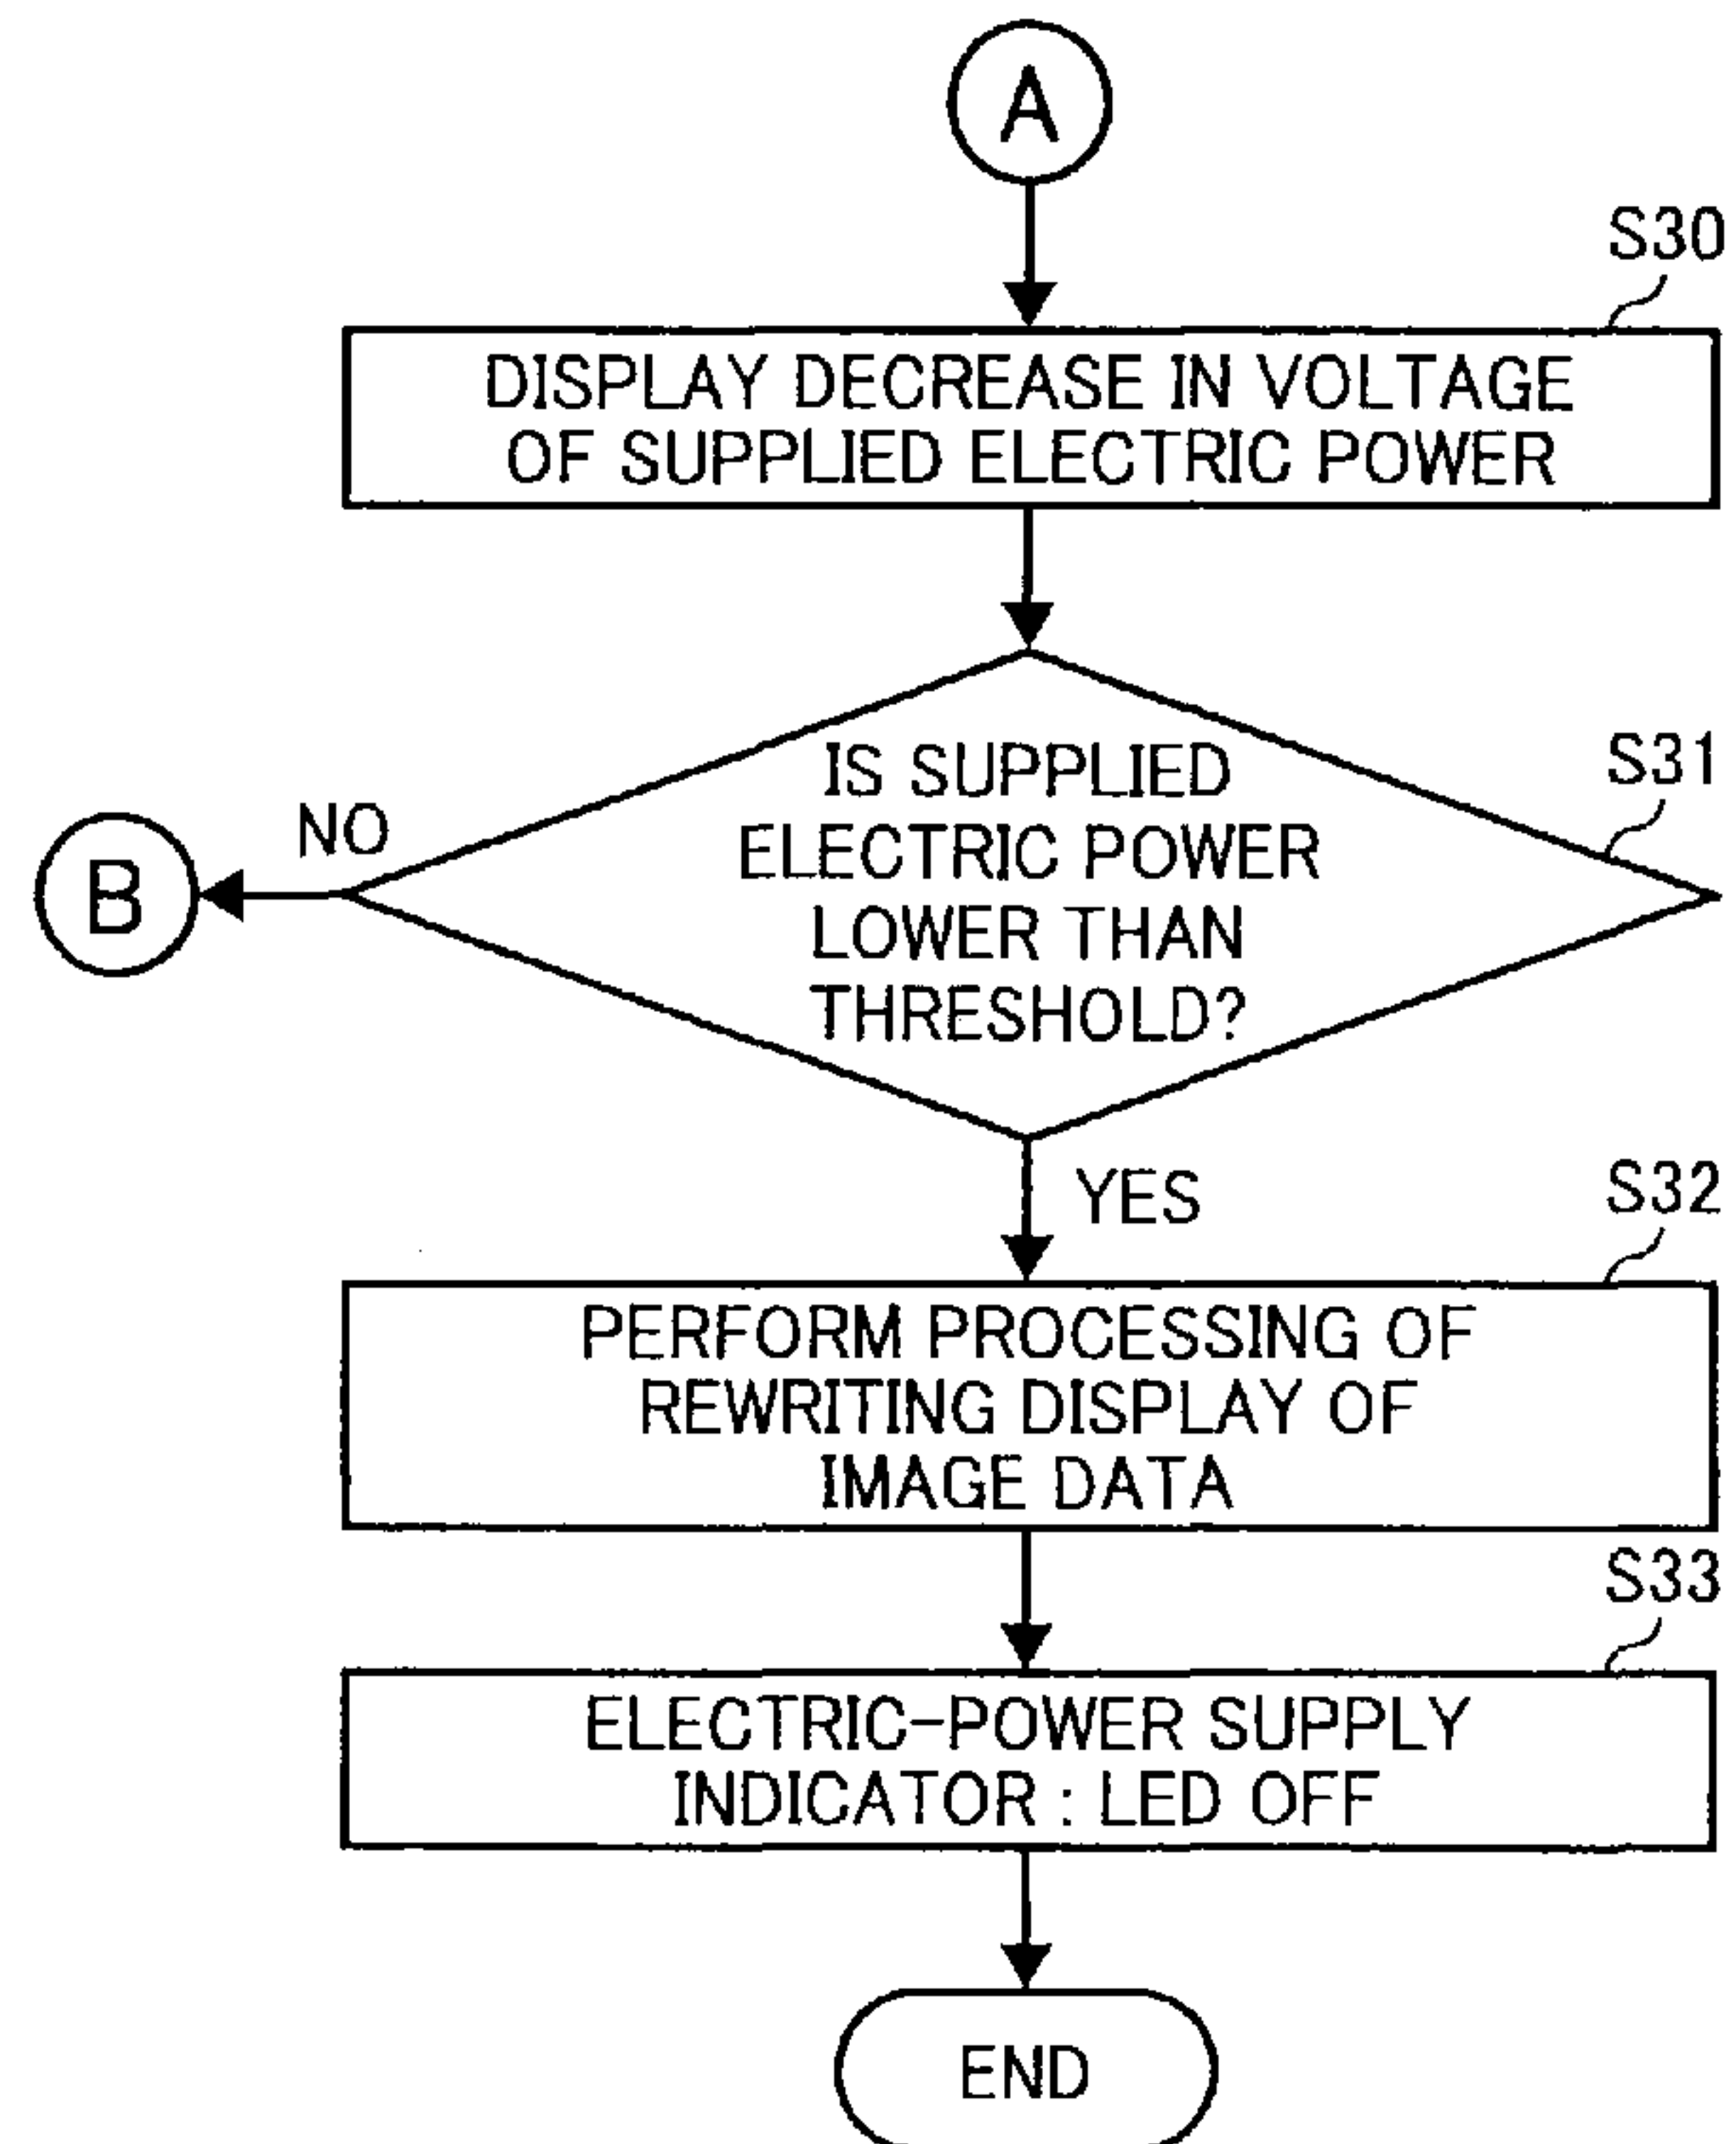 A
S30
DISPLAY DECREASE IN VOLTAGE
OF SUPPLIED ELECTRIC POWER
S31
IS SUPPLIED
ELECTRIC POWER
LOWER THAN
THRESHOLD?
NO
B
YES
S32
PERFORM PROCESSING OF
REWRITING DISPLAY OF
IMAGE DATA
S33
ELECTRIC-POWER SUPPLY
INDICATOR : LED OFF
END